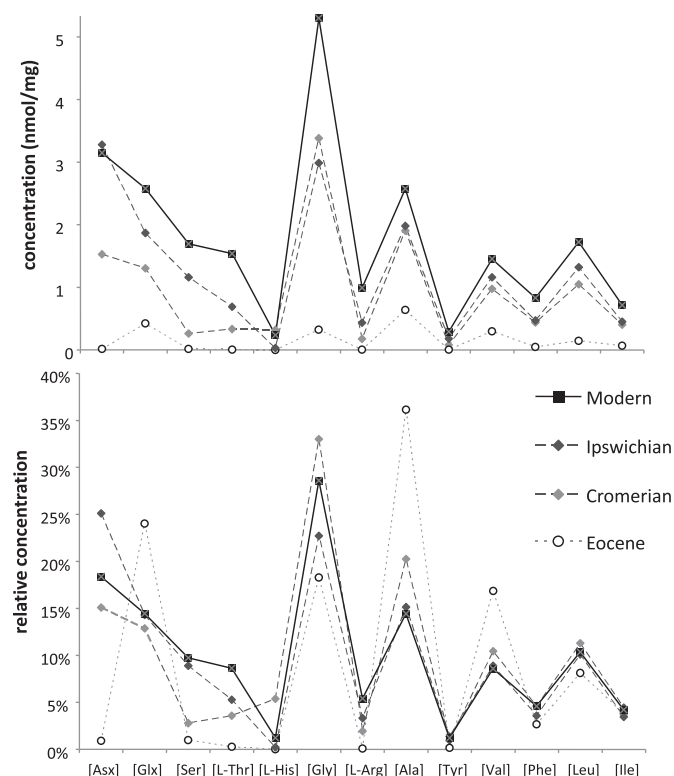 concentration (nmol/mg)
5
4
3
2
1
0
relative concentration
40%
35%
30%
25%
20%
15%
10%
5%
0%
Modern
Ipswichian
Cromerian
Eocene
[Asx] [Glx] [Ser] [L-Thr] [L-His] [Gly] [L-Arg] [Ala] [Tyr] [Val] [Phe] [Leu] [Ile]